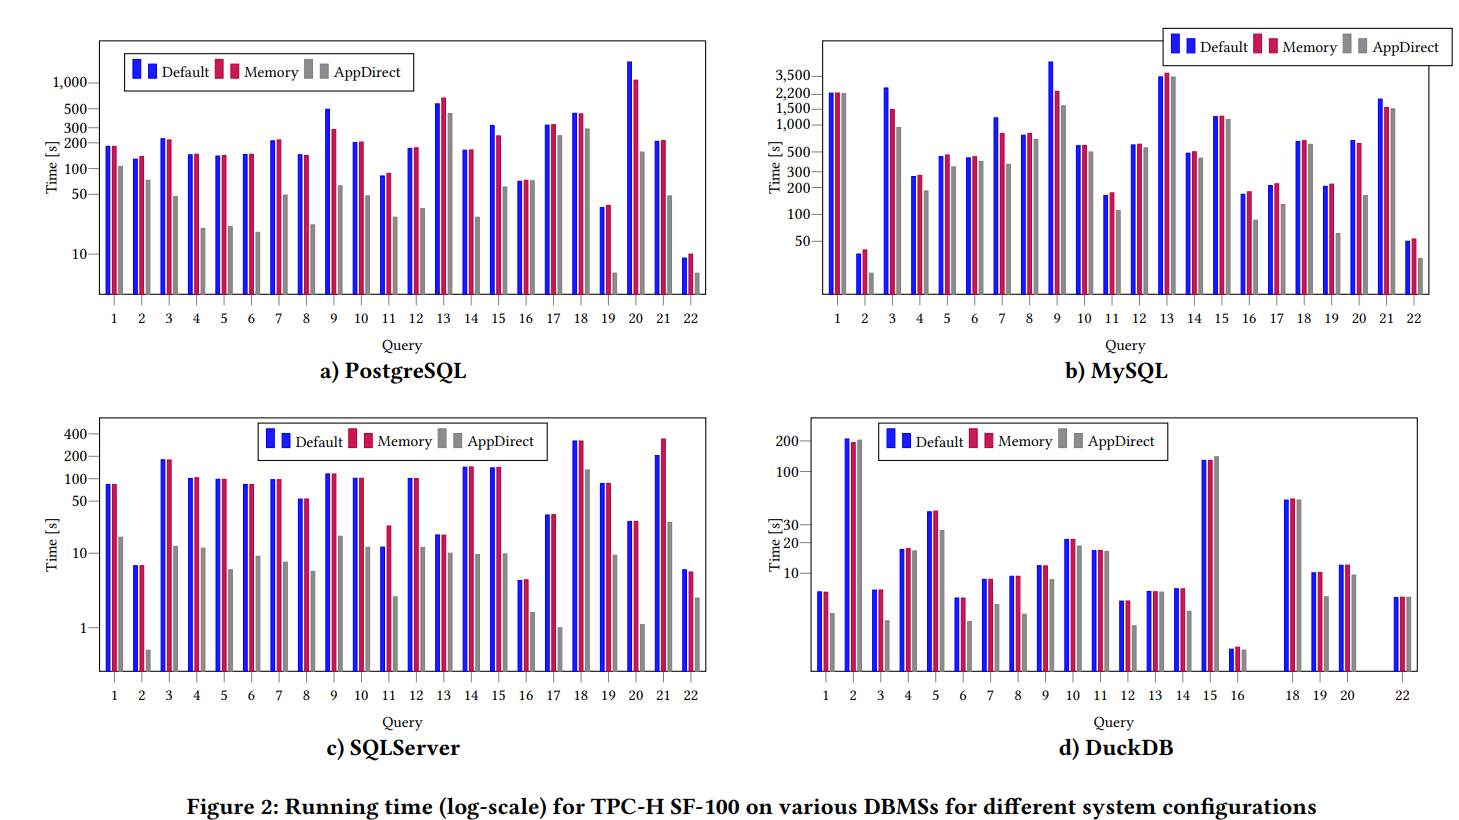 Default Memory AppDirect
1,000
500
300
200
100
50
10
Time [s]
1 2 3 4 5 6 7 8 9 10 11 12 13 14 15 16 17 18 19 20 21 22
Query
a) PostgreSQL
Default Memory AppDirect
3,500
2,200
1,500
1,000
500
300
200
100
50
Time [s]
1 2 3 4 5 6 7 8 9 10 11 12 13 14 15 16 17 18 19 20 21 22
Query
b) MySQL
Default Memory AppDirect
400
200
100
50
10
1
Time [s]
1 2 3 4 5 6 7 8 9 10 11 12 13 14 15 16 17 18 19 20 21 22
Query
c) SQLServer
Default Memory AppDirect
200
100
30
20
10
Time [s]
1 2 3 4 5 6 7 8 9 10 11 12 13 14 15 16 18 19 20 22
Query
d) DuckDB
Figure 2: Running time (log-scale) for TPC-H SF-100 on various DBMSs for different system configurations